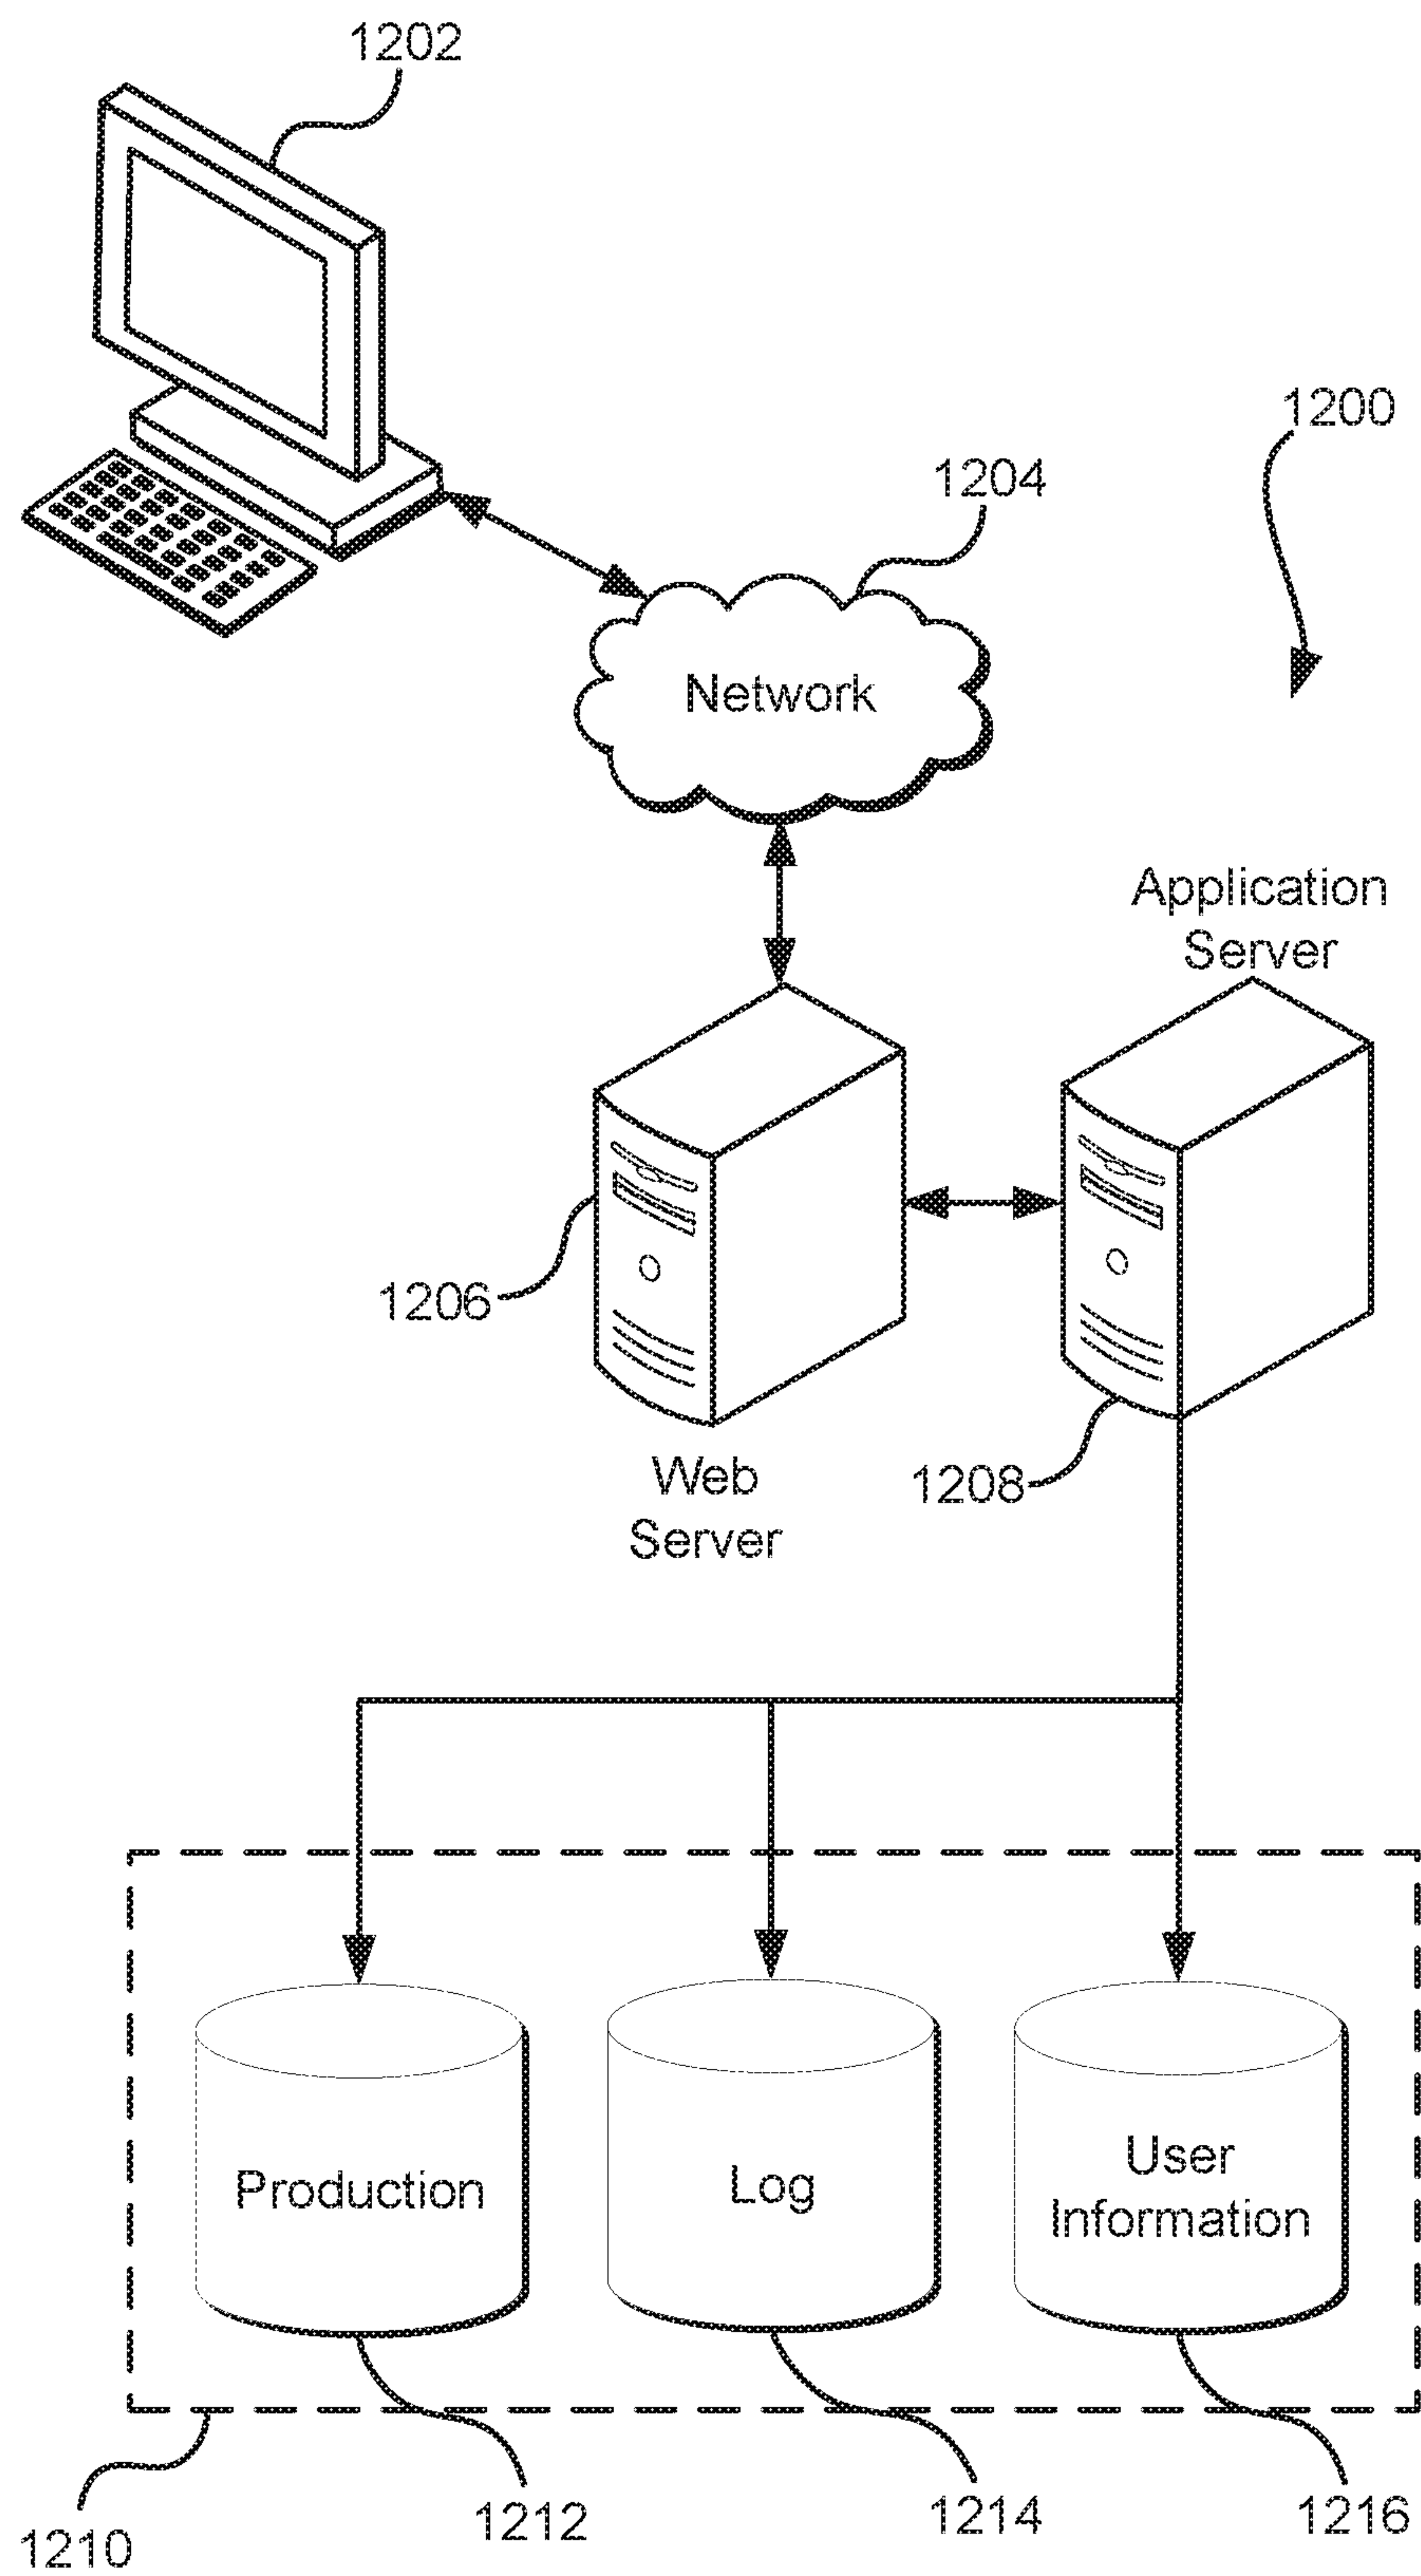 1202
1200
1204
Network
Application
Server
1206
Web
Server
1208
Production
Log
User
Information
1210
1212
1214
1216